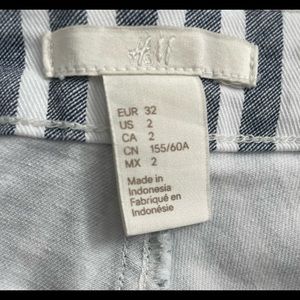 H&M
EUR 32
US 2
CA 2
CN 155/60A
MX 2
Made in
Indonesia
Fabriqué en
Indonésie